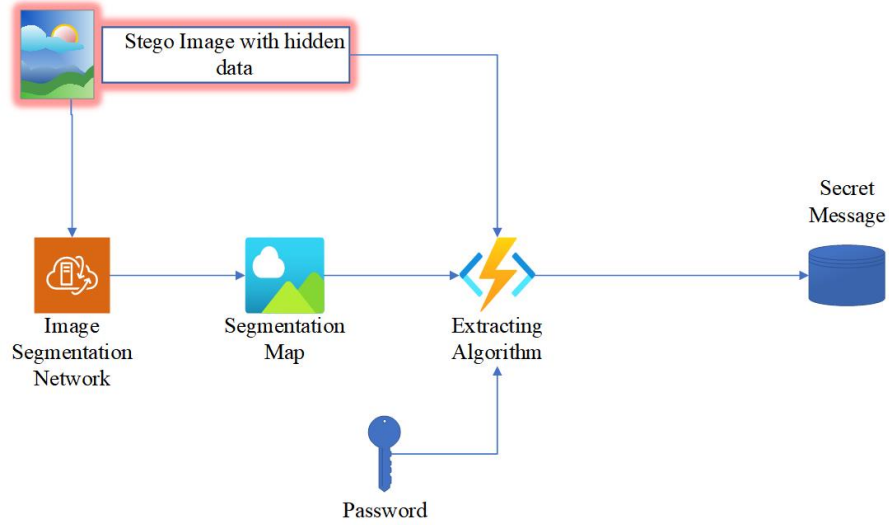 Stego Image with hidden
data
Secret
Message
Image
Segmentation
Network
Segmentation
Map
Extracting
Algorithm
Password